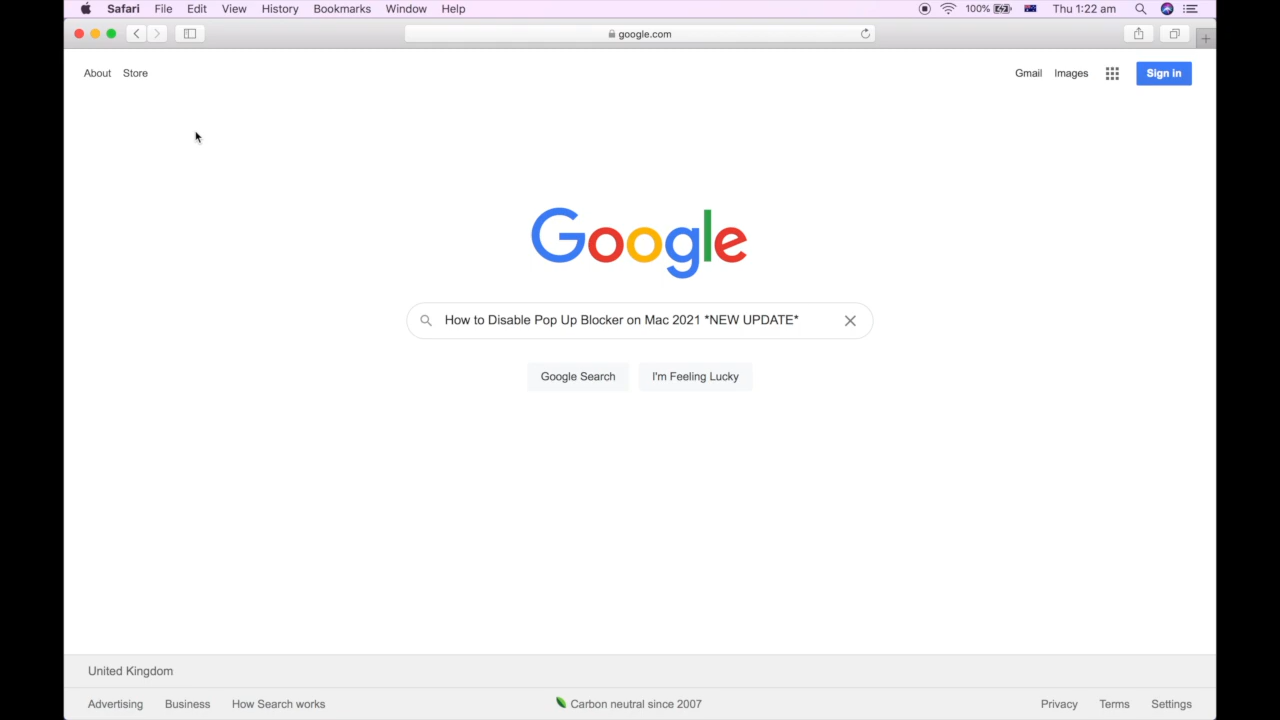 Safari File Edit View History Bookmarks Window Help 100% Thu 1:22 am
google.com
About Store Gmail Images Sign in
Google
How to Disable Pop Up Blocker on Mac 2021 *NEW UPDATE*
Google Search I'm Feeling Lucky
United Kingdom
Advertising Business How Search works Carbon neutral since 2007 Privacy Terms Settings